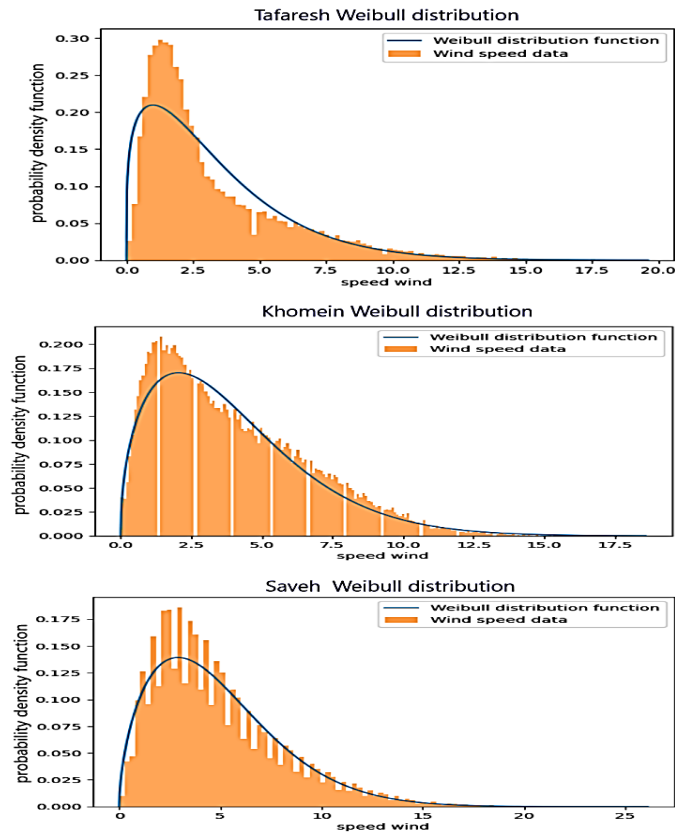 Tafaresh Weibull distribution
Weibull distribution function
Wind speed data
probability density function
0.30
0.25
0.20
0.15
0.10
0.05
0.00
0.0 2.5 5.0 7.5 10.0 12.5 15.0 17.5 20.0
speed wind
Khomein Weibull distribution
Weibull distribution function
Wind speed data
probability density function
0.200
0.175
0.150
0.125
0.100
0.075
0.050
0.025
0.000
0.0 2.5 5.0 7.5 10.0 12.5 15.0 17.5
speed wind
Saveh Weibull distribution
Weibull distribution function
Wind speed data
probability density function
0.175
0.150
0.125
0.100
0.075
0.050
0.025
0.000
0 5 10 15 20 25
speed wind